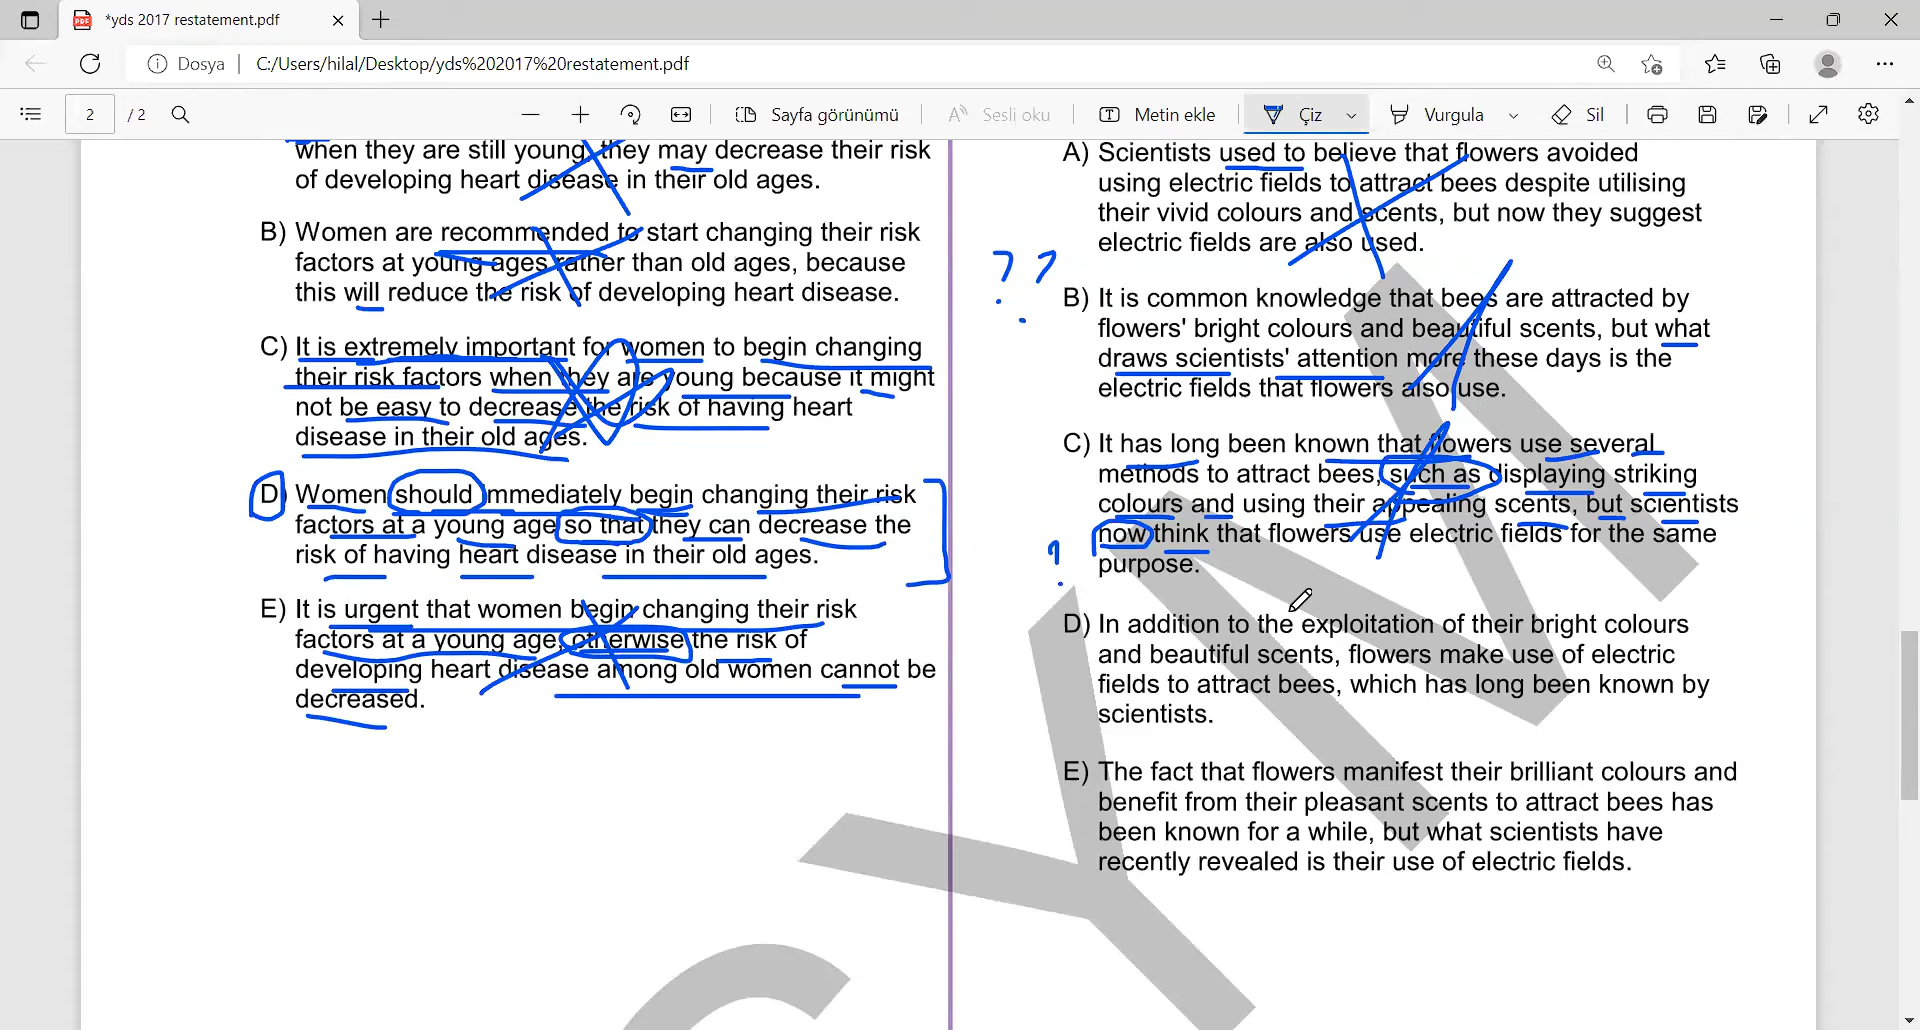 *yds 2017 restatement.pdf
Dosya
C:/Users/hilal/Desktop/yds%202017%20restatement.pdf
2 / 2
Sayfa görünümü
Sesli oku
Metin ekle
Çiz
Vurgula
Sil
when they are still young, they may decrease their risk
of developing heart disease in their old ages.
B) Women are recommended to start changing their risk
factors at young ages rather than old ages, because
this will reduce the risk of developing heart disease.
C) It is extremely important for women to begin changing
their risk factors when they are young because it might
not be easy to decrease the risk of having heart
disease in their old ages.
D) Women should immediately begin changing their risk
factors at a young age so that they can decrease the
risk of having heart disease in their old ages.
E) It is urgent that women begin changing their risk
factors at a young age, otherwise the risk of
developing heart disease among old women cannot be
decreased.
A) Scientists used to believe that flowers avoided
using electric fields to attract bees despite utilising
their vivid colours and scents, but now they suggest
electric fields are also used.
? ?
B) It is common knowledge that bees are attracted by
flowers' bright colours and beautiful scents, but what
draws scientists' attention more these days is the
electric fields that flowers also use.
C) It has long been known that flowers use several
methods to attract bees, such as displaying striking
colours and using their appealing scents, but scientists
now think that flowers use electric fields for the same
purpose.
?
D) In addition to the exploitation of their bright colours
and beautiful scents, flowers make use of electric
fields to attract bees, which has long been known by
scientists.
E) The fact that flowers manifest their brilliant colours and
benefit from their pleasant scents to attract bees has
been known for a while, but what scientists have
recently revealed is their use of electric fields.